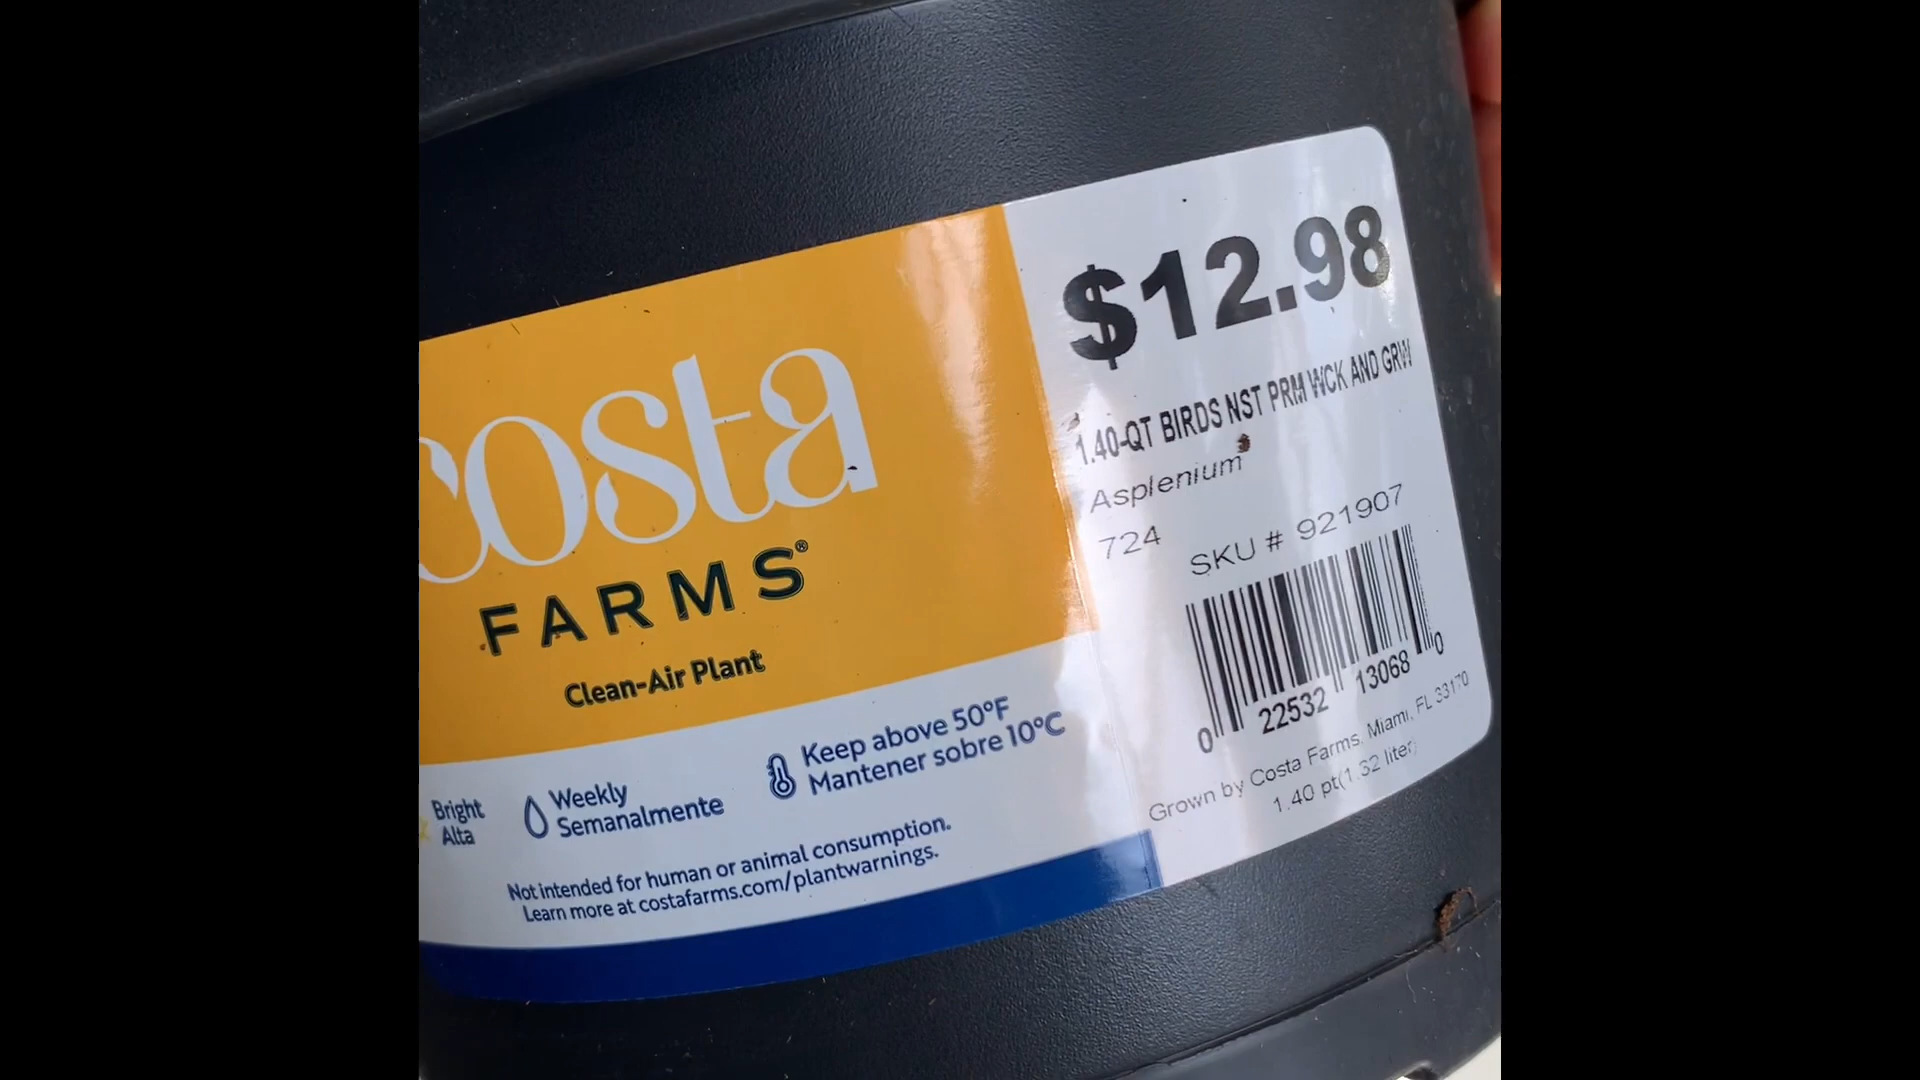 costa
FARMS®
Clean-Air Plant
Bright
Alta
Weekly
Semanalmente
Keep above 50°F
Mantener sobre 10°C
Not intended for human or animal consumption.
Learn more at costafarms.com/plantwarnings.
$12.98
1.40-QT BIRDS NST PRM WCK AND GRW
Asplenium
724
SKU # 921907
0 22532 13068 0
Grown by Costa Farms, Miami, FL 33170
1.40 pt(1.32 liter)